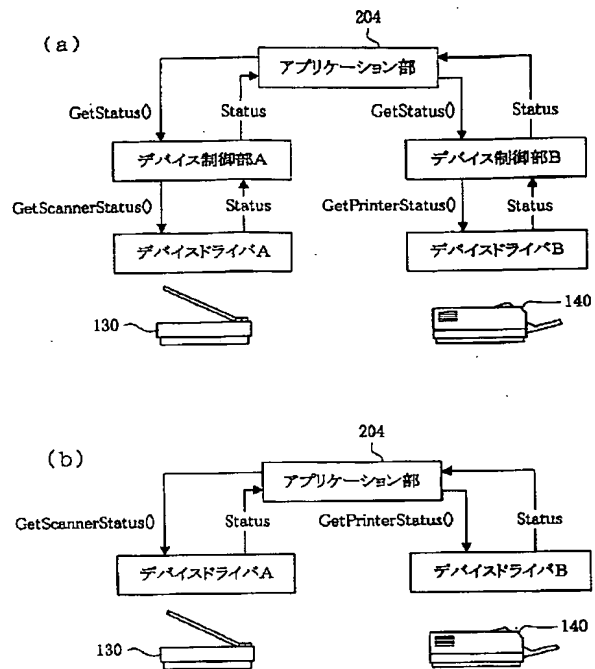 204
(a)
アプリケーション部
GetStatus() Status GetStatus() Status
デバイス制御部A デバイス制御部B
GetScannerStatus() Status GetPrinterStatus() Status
デバイスドライバA デバイスドライバB
130 140
204
(b)
アプリケーション部
GetScannerStatus() Status GetPrinterStatus() Status
デバイスドライバA デバイスドライバB
130 140